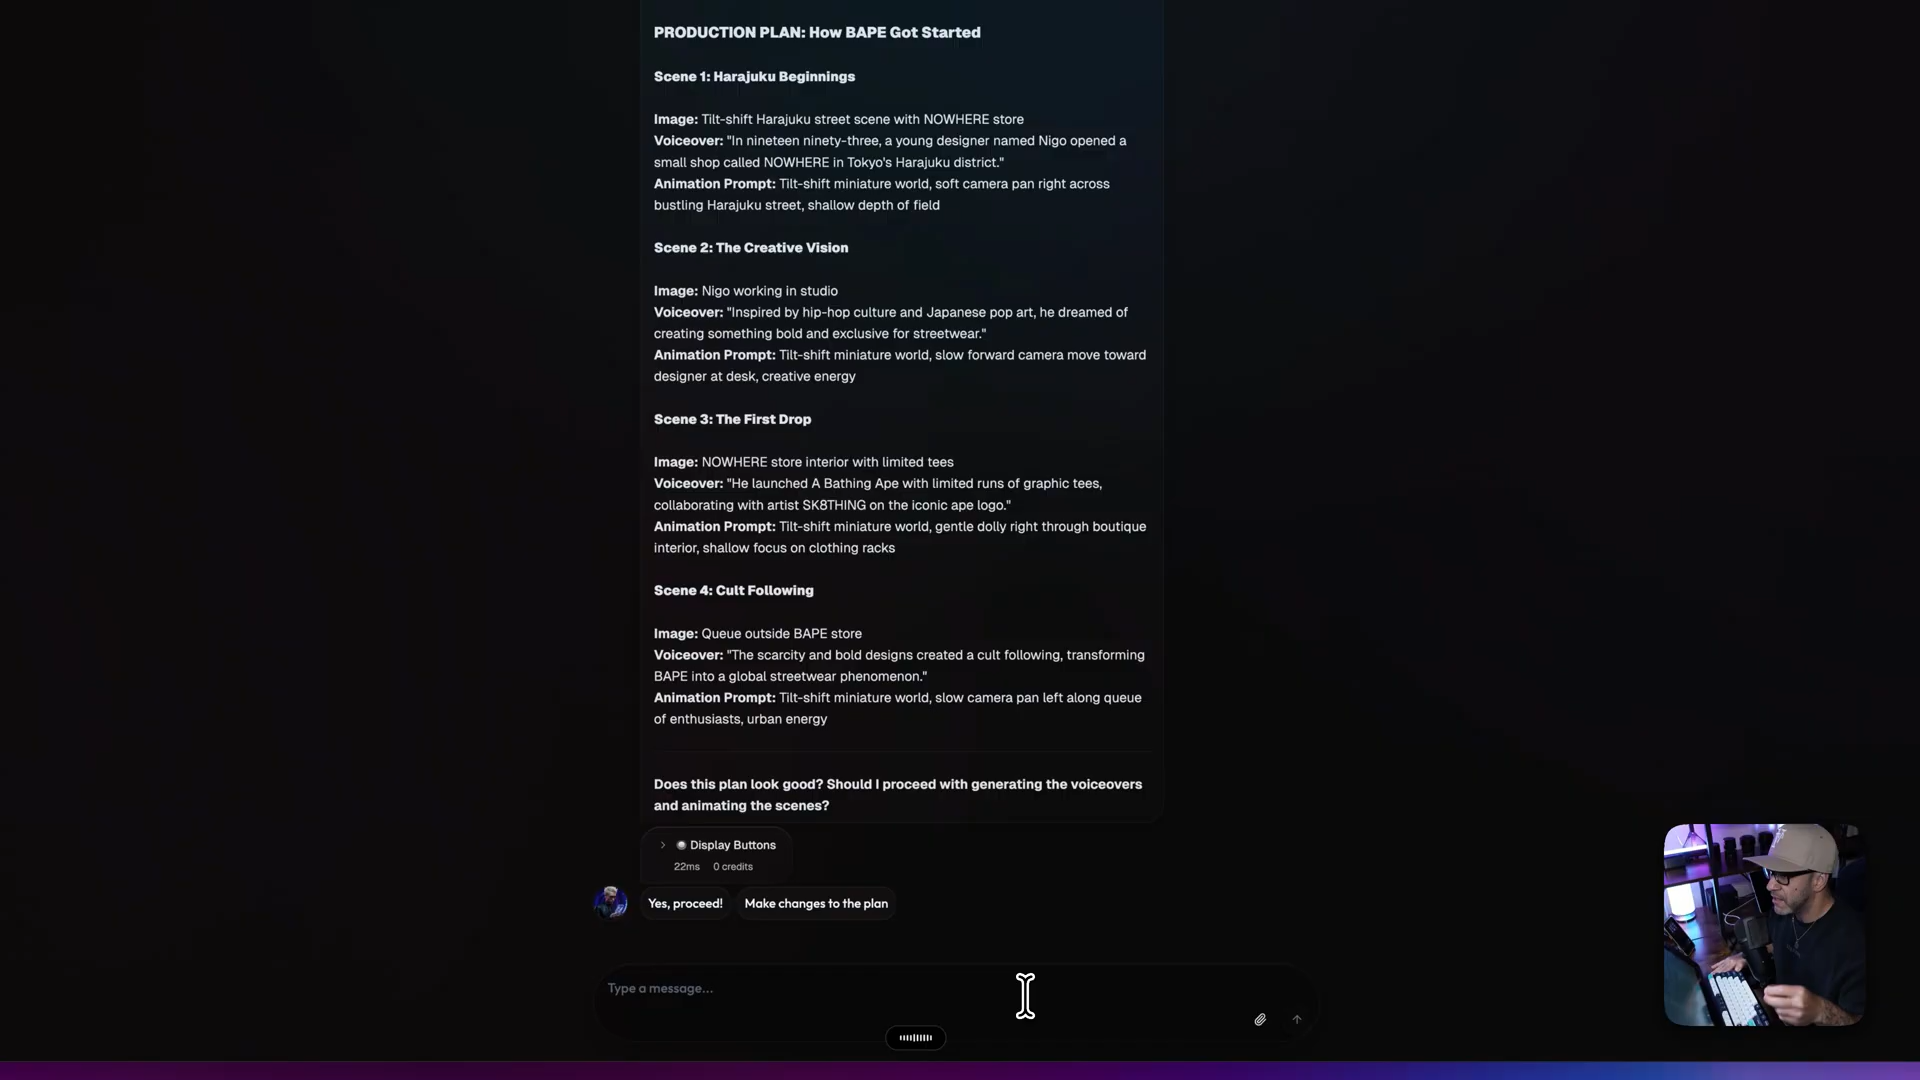 PRODUCTION PLAN: How BAPE Got Started
Scene 1: Harajuku Beginnings
Image: Tilt-shift Harajuku street scene with NOWHERE store
Voiceover: "In nineteen ninety-three, a young designer named Nigo opened a
small shop called NOWHERE in Tokyo's Harajuku district."
Animation Prompt: Tilt-shift miniature world, soft camera pan right across
bustling Harajuku street, shallow depth of field
Scene 2: The Creative Vision
Image: Nigo working in studio
Voiceover: "Inspired by hip-hop culture and Japanese pop art, he dreamed of
creating something bold and exclusive for streetwear."
Animation Prompt: Tilt-shift miniature world, slow forward camera move toward
designer at desk, creative energy
Scene 3: The First Drop
Image: NOWHERE store interior with limited tees
Voiceover: "He launched A Bathing Ape with limited runs of graphic tees,
collaborating with artist SK8THING on the iconic ape logo."
Animation Prompt: Tilt-shift miniature world, gentle dolly right through boutique
interior, shallow focus on clothing racks
Scene 4: Cult Following
Image: Queue outside BAPE store
Voiceover: "The scarcity and bold designs created a cult following, transforming
BAPE into a global streetwear phenomenon."
Animation Prompt: Tilt-shift miniature world, slow camera pan left along queue
of enthusiasts, urban energy
Does this plan look good? Should I proceed with generating the voiceovers
and animating the scenes?
Display Buttons
22ms 0 credits
Yes, proceed! Make changes to the plan
Type a message...